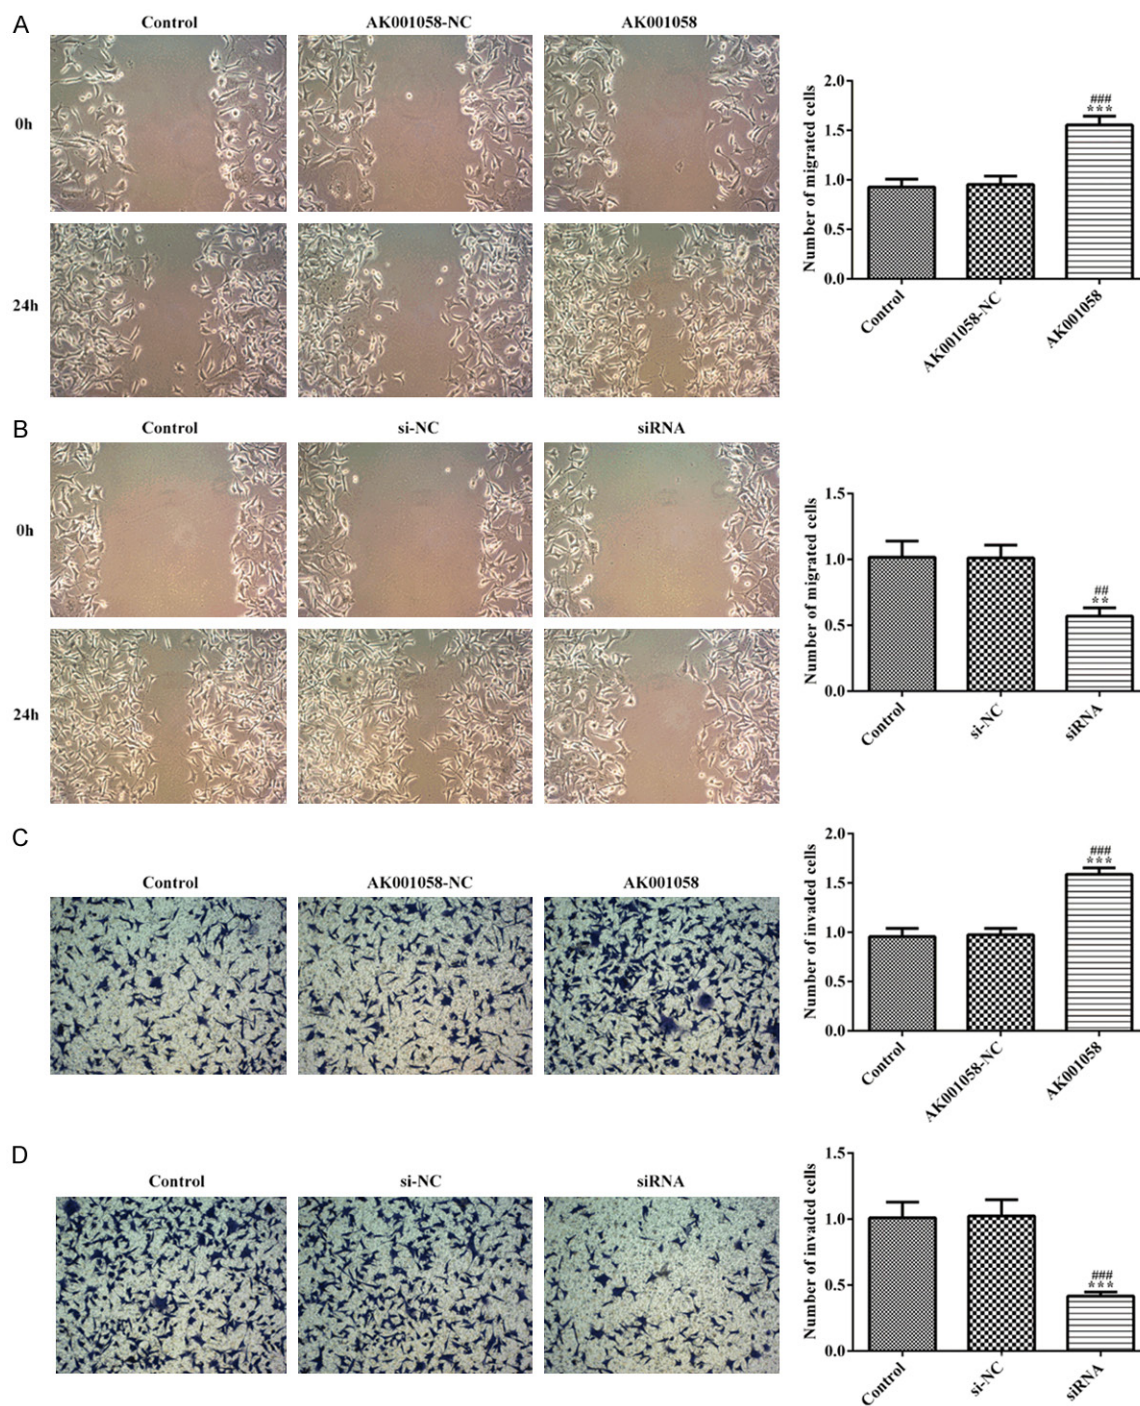 A
Control
AK001058-NC
AK001058
0h
24h
Number of migrated cells
2.0
1.5
1.0
0.5
0.0
###
***
Control
AK001058-NC
AK001058
B
Control
si-NC
siRNA
0h
24h
Number of migrated cells
1.5
1.0
0.5
0.0
##
**
Control
si-NC
siRNA
C
Control
AK001058-NC
AK001058
Number of invaded cells
2.0
1.5
1.0
0.5
0.0
###
***
Control
AK001058-NC
AK001058
D
Control
si-NC
siRNA
Number of invaded cells
1.5
1.0
0.5
0.0
###
***
Control
si-NC
siRNA